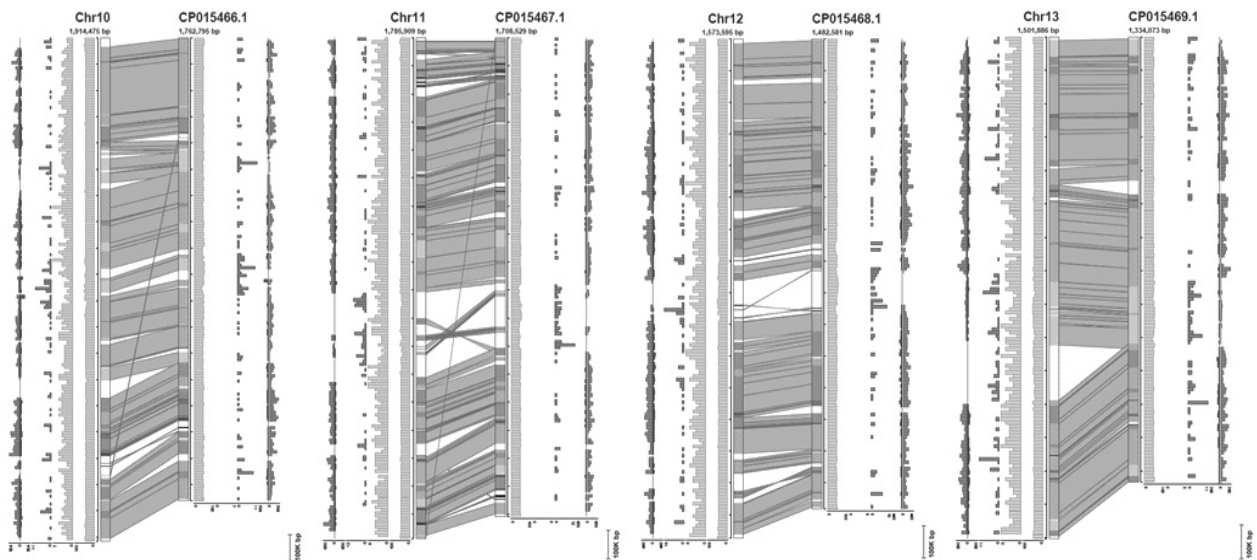 Chr10 CP015466.1
1,914,475 bp 1,762,795 bp
Chr11 CP015467.1
1,785,909 bp 1,708,529 bp
Chr12 CP015468.1
1,573,595 bp 1,482,581 bp
Chr13 CP015469.1
1,501,886 bp 1,334,073 bp
100K bp
100K bp
100K bp
100K bp